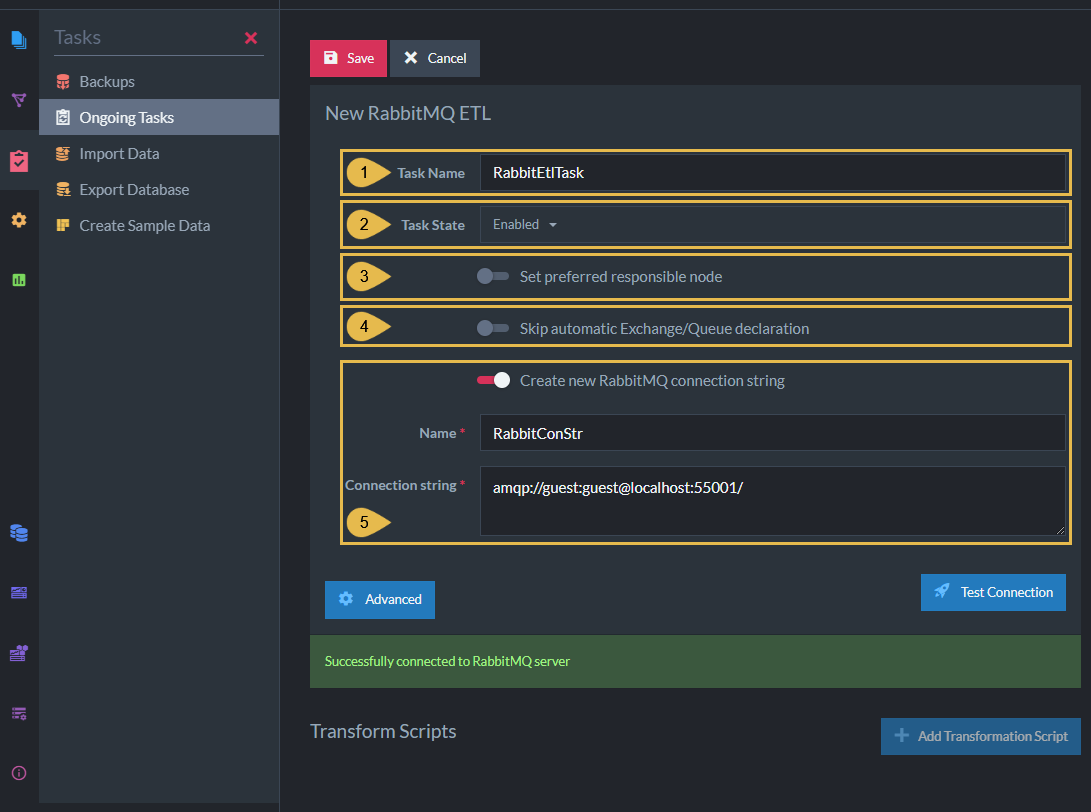 Tasks
Backups
Ongoing Tasks
Import Data
Export Database
Create Sample Data
Save Cancel
New RabbitMQ ETL
1 Task Name RabbitEtlTask
2 Task State Enabled
3 Set preferred responsible node
4 Skip automatic Exchange/Queue declaration
Create new RabbitMQ connection string
Name * RabbitConStr
Connection string * amqp://guest:guest@localhost:55001/
5
Advanced Test Connection
Successfully connected to RabbitMQ server
Transform Scripts Add Transformation Script